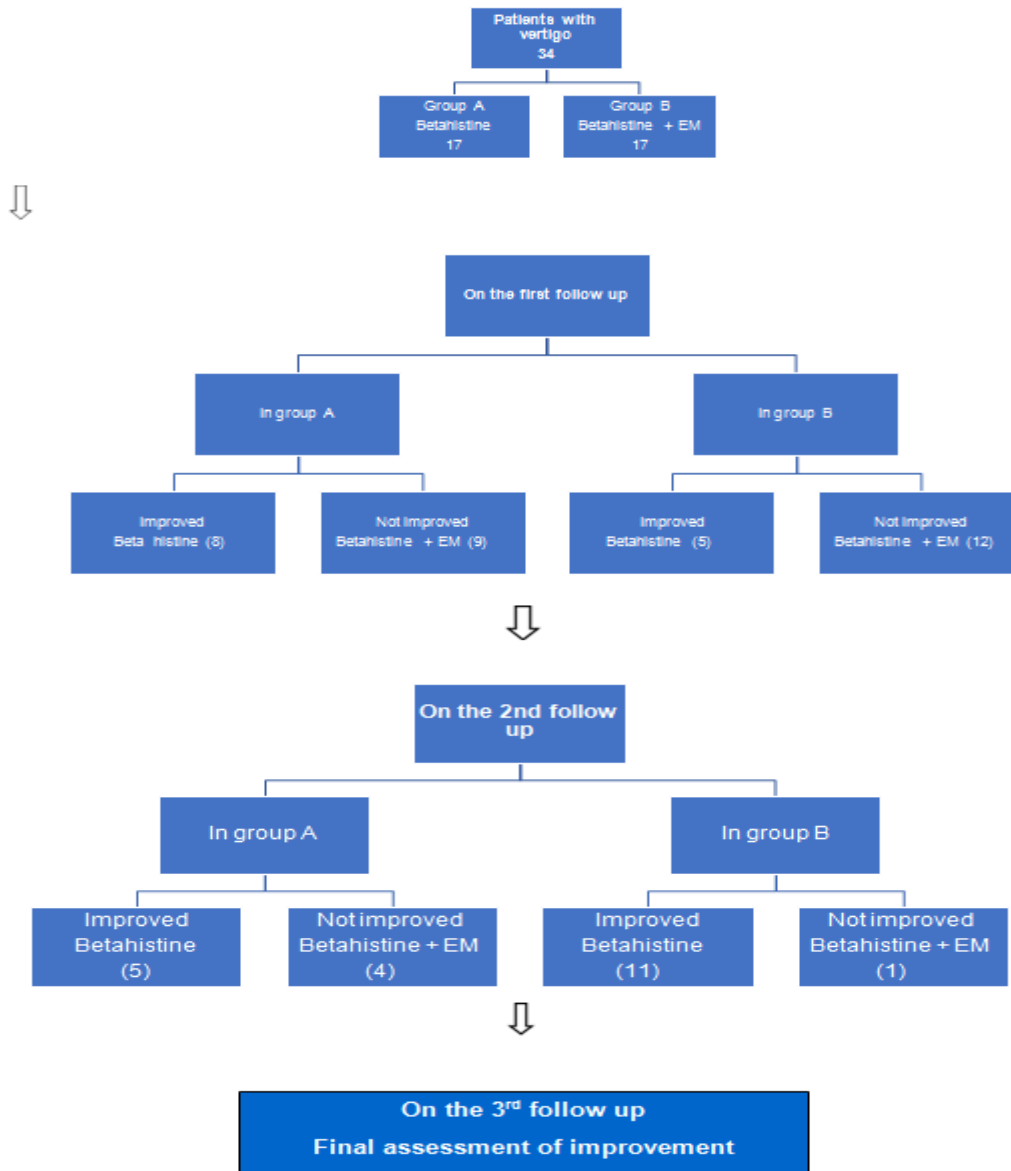 Patients with
vertigo
34
Group A
Betahistine
17
Group B
Betahistine + EM
17
On the first follow up
In group A
In group B
Improved
Beta histine (8)
Not Improved
Betahistine + EM (9)
Improved
Betahistine (5)
Not Improved
Betahistine + EM (12)
On the 2nd follow
up
In group A
In group B
Improved
Betahistine
(5)
Not improved
Betahistine + EM
(4)
Improved
Betahistine
(11)
Not improved
Betahistine + EM
(1)
On the 3rd follow up
Final assessment of improvement